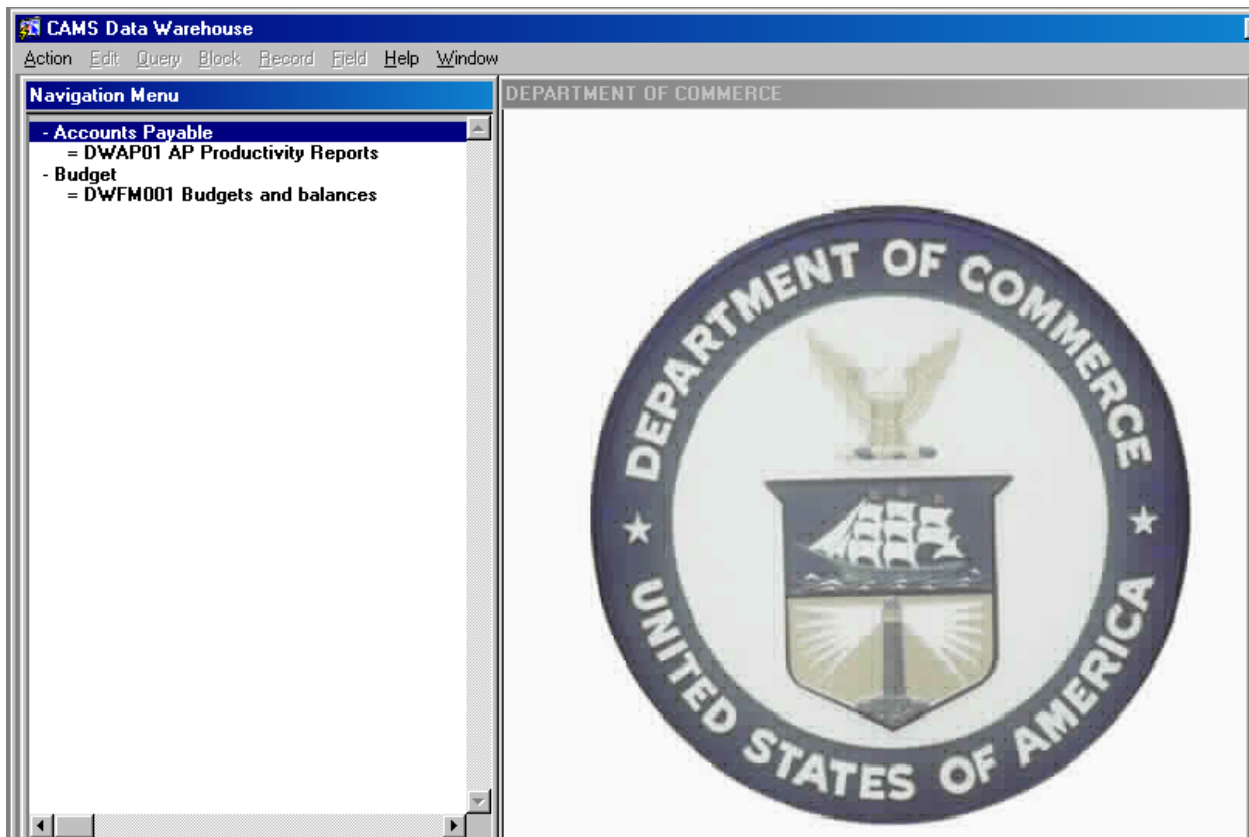 CAMS Data Warehouse
Action Edit Query Block Record Field Help Window
Navigation Menu
- Accounts Payable
= DWAP01 AP Productivity Reports
- Budget
= DWFM001 Budgets and balances
DEPARTMENT OF COMMERCE
DEPARTMENT OF COMMERCE
UNITED STATES OF AMERICA